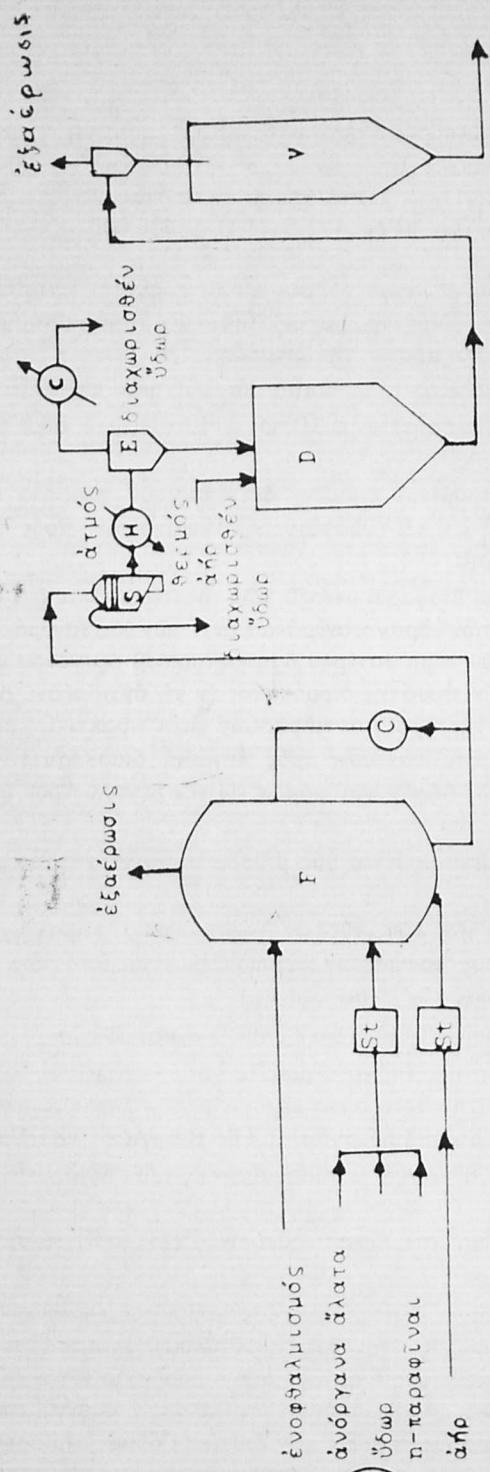 ἐξαέρωσις
V
C
διαχωρισθέν
ὕδωρ
E
D
ἀτμός
H
θερμός
ἀήρ
S
διαχωρισθέν
ὕδωρ
C
ἐξαέρωσις
F
St
St
ἐνοφθαλμισμός
ἀνόργανα ἅλατα
ὕδωρ
n-παραφῖναι
ἀήρ